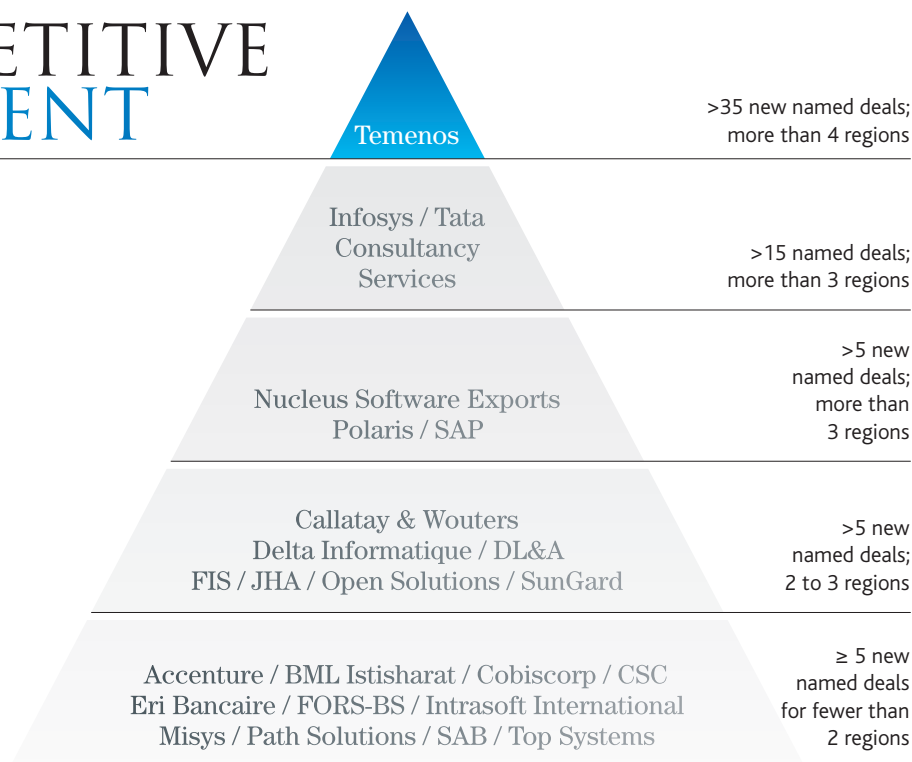 ETITIVE
ENT
Temenos
>35 new named deals;
more than 4 regions
Infosys / Tata
Consultancy
Services
>15 named deals;
more than 3 regions
Nucleus Software Exports
Polaris / SAP
>5 new
named deals;
more than
3 regions
Callatay & Wouters
Delta Informatique / DL&A
FIS / JHA / Open Solutions / SunGard
>5 new
named deals;
2 to 3 regions
Accenture / BML Istisharat / Cobiscorp / CSC
Eri Bancaire / FORS-BS / Intrasoft International
Misys / Path Solutions / SAB / Top Systems
≥ 5 new
named deals
for fewer than
2 regions